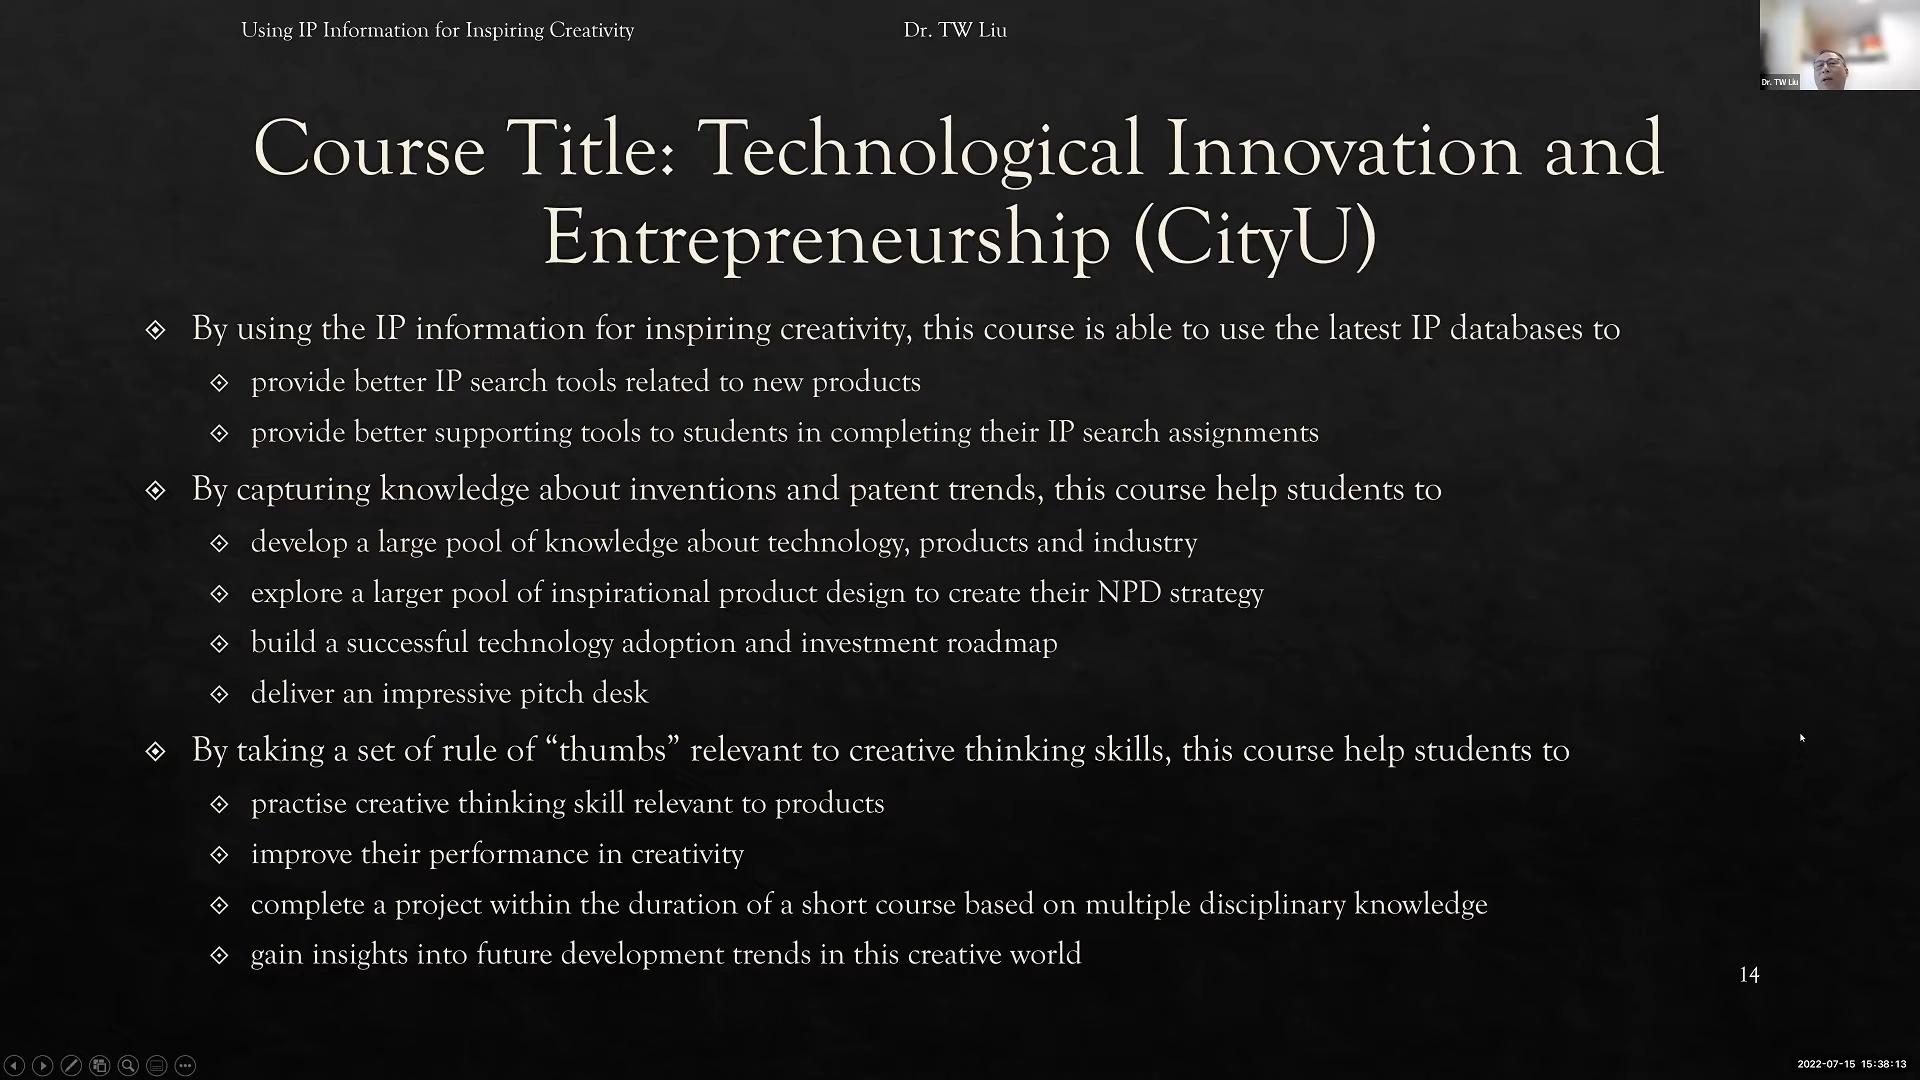 Using IP Information for Inspiring Creativity
Dr. TW Liu
Dr. TW Liu
Course Title: Technological Innovation and
Entrepreneurship (CityU)
By using the IP information for inspiring creativity, this course is able to use the latest IP databases to
provide better IP search tools related to new products
provide better supporting tools to students in completing their IP search assignments
By capturing knowledge about inventions and patent trends, this course help students to
develop a large pool of knowledge about technology, products and industry
explore a larger pool of inspirational product design to create their NPD strategy
build a successful technology adoption and investment roadmap
deliver an impressive pitch desk
By taking a set of rule of “thumbs” relevant to creative thinking skills, this course help students to
practise creative thinking skill relevant to products
improve their performance in creativity
complete a project within the duration of a short course based on multiple disciplinary knowledge
gain insights into future development trends in this creative world
14
2022-07-15 15:38:13